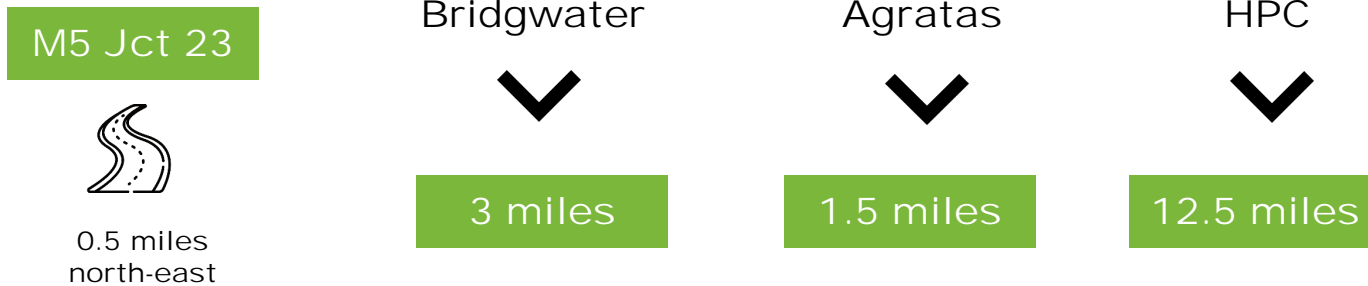 M5 Jct 23
0.5 miles
north-east
Bridgwater
3 miles
Agratas
1.5 miles
HPC
12.5 miles